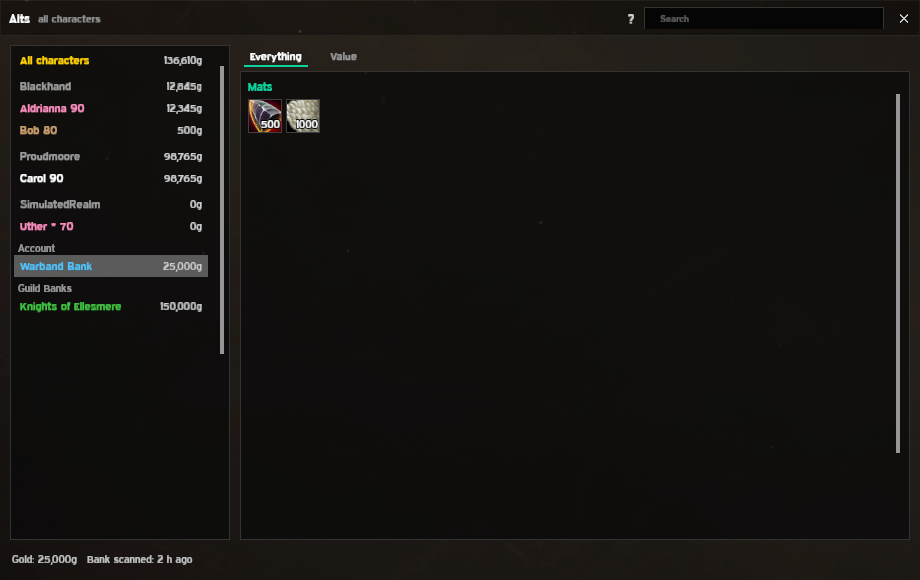 Alts all characters ? Search ×
All characters 136,610g
Blackhand 12,845g
Aldrianna 90 12,345g
Bob 80 500g
Proudmoore 98,765g
Carol 90 98,765g
SimulatedRealm 0g
Uther * 70 0g
Account
Warband Bank 25,000g
Guild Banks
Knights of Ellesmere 150,000g
Everything Value
Mats
500 1000
Gold: 25,000g Bank scanned: 2 h ago